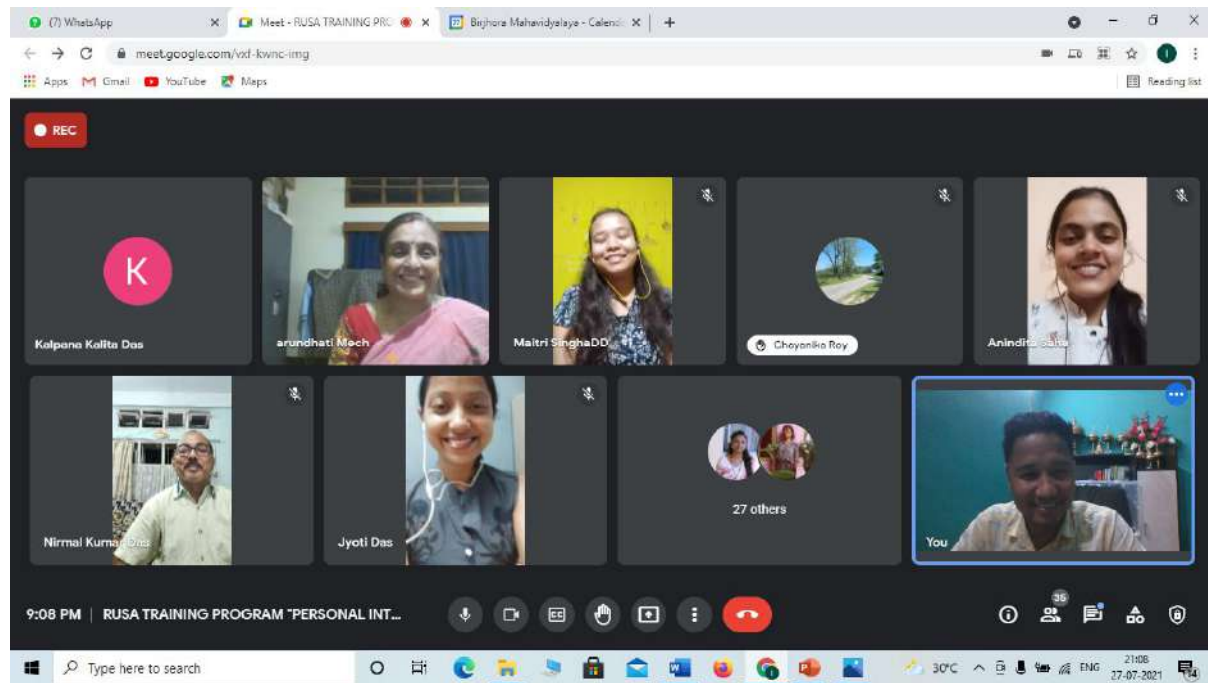 (7) WhatsApp
Meet - RUSA TRAINING PRO
Birjhora Mahavidyalaya - Calend
meet.google.com/vxf-kwnc-img
Apps
Gmail
YouTube
Maps
Reading list
REC
K
Kalpana Kalita Das
arundhati Mech
Maitri SinghaDD
Choyonika Roy
Anindita Saha
Nirmal Kumar Das
Jyoti Das
27 others
You
9:08 PM | RUSA TRAINING PROGRAM "PERSONAL INT...
35
Type here to search
30°C
ENG
21:08
27-07-2021